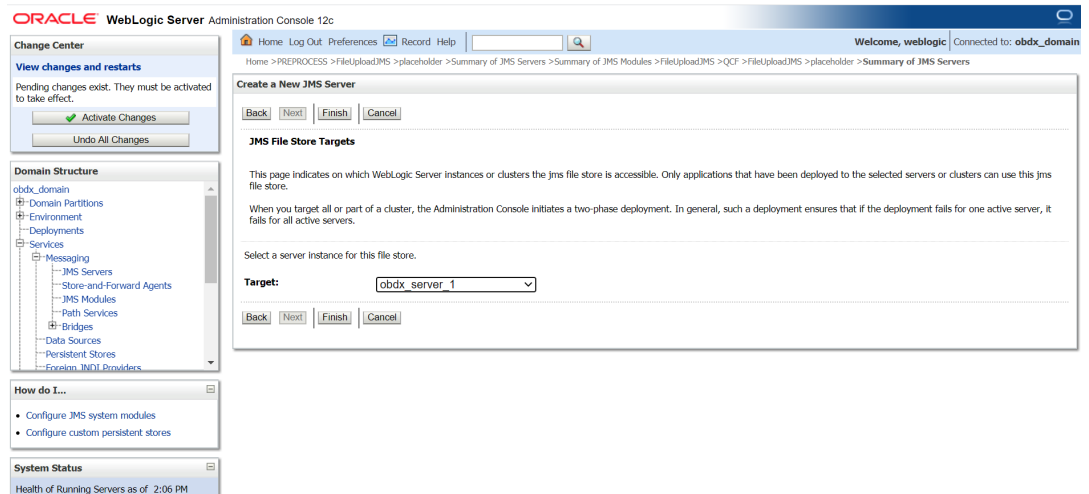 ORACLE WebLogic Server Administration Console 12c
Change Center
View changes and restarts
Pending changes exist. They must be activated
to take effect.
Activate Changes
Undo All Changes
Domain Structure
obdx_domain
Domain Partitions
Environment
Deployments
Services
Messaging
JMS Servers
Store-and-Forward Agents
JMS Modules
Path Services
Bridges
Data Sources
Persistent Stores
Foreign JNDI Providers
How do I...
Configure JMS system modules
Configure custom persistent stores
System Status
Health of Running Servers as of 2:06 PM
Home Log Out Preferences Record Help
Welcome, weblogic Connected to: obdx_domain
Home >PREPROCESS >FileUploadJMS >placeholder >Summary of JMS Servers >Summary of JMS Modules >FileUploadJMS >QCF >FileUploadJMS >placeholder >Summary of JMS Servers
Create a New JMS Server
Back Next Finish Cancel
JMS File Store Targets
This page indicates on which WebLogic Server instances or clusters the jms file store is accessible. Only applications that have been deployed to the selected servers or clusters can use this jms
file store.
When you target all or part of a cluster, the Administration Console initiates a two-phase deployment. In general, such a deployment ensures that if the deployment fails for one active server, it
fails for all active servers.
Select a server instance for this file store.
Target: obdx_server_1
Back Next Finish Cancel